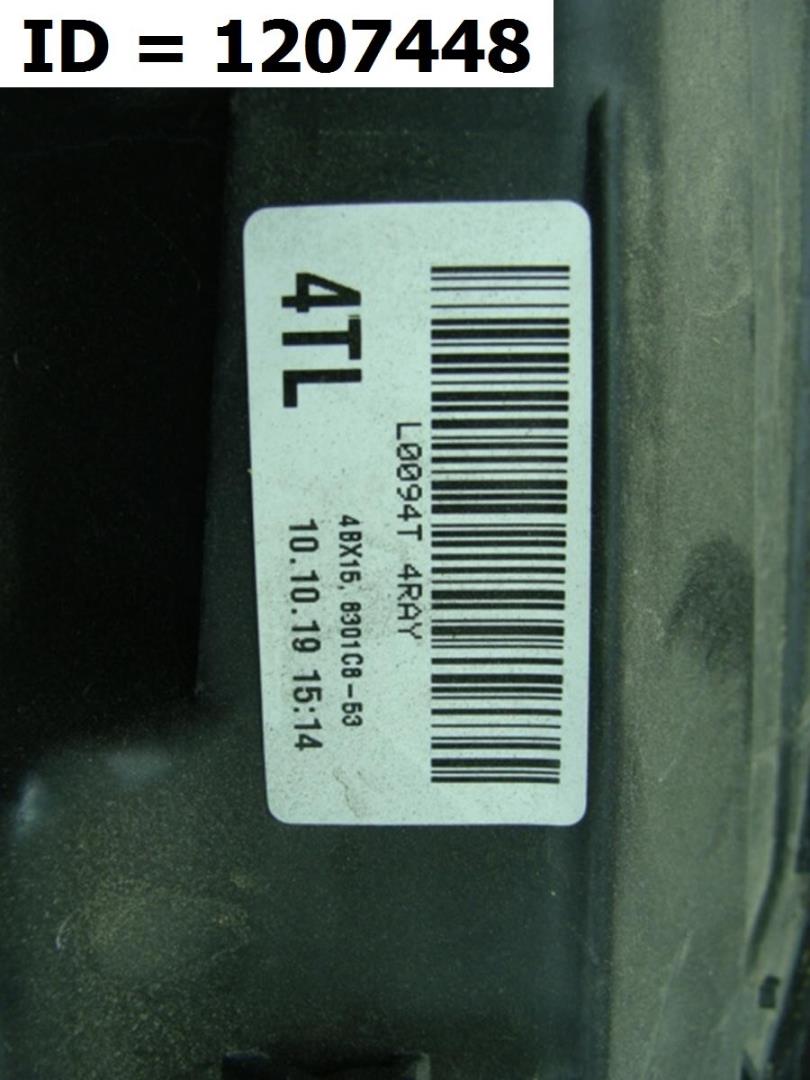 ID = 1207448
4TL
L0094T 4RAY
4BX15, 8301C8-53
10.10.19 15:14